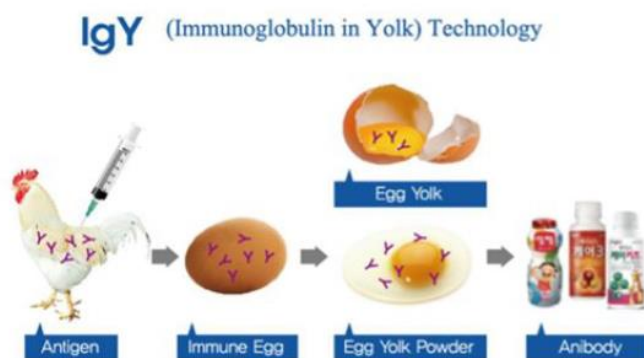 IgY (Immunoglobulin in Yolk) Technology
Egg Yolk
Antigen
Immune Egg
Egg Yolk Powder
Anibody